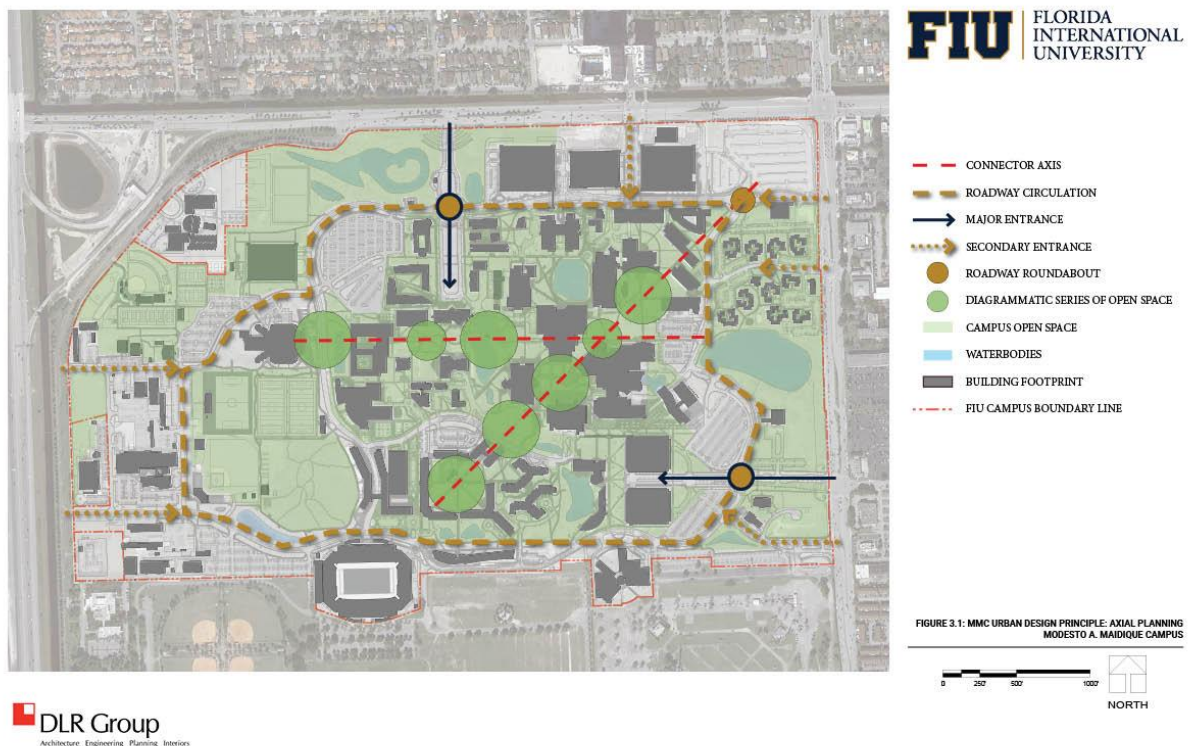 FIU
FLORIDA
INTERNATIONAL
UNIVERSITY
CONNECTOR AXIS
ROADWAY CIRCULATION
MAJOR ENTRANCE
SECONDARY ENTRANCE
ROADWAY ROUNDABOUT
DIAGRAMMATIC SERIES OF OPEN SPACE
CAMPUS OPEN SPACE
WATERBODIES
BUILDING FOOTPRINT
FIU CAMPUS BOUNDARY LINE
FIGURE 3.1: MMC URBAN DESIGN PRINCIPLE: AXIAL PLANNING
MODESTO A. MAIDIQUE CAMPUS
0 250' 500' 1000'
NORTH
DLR Group
Architecture Engineering Planning Interiors